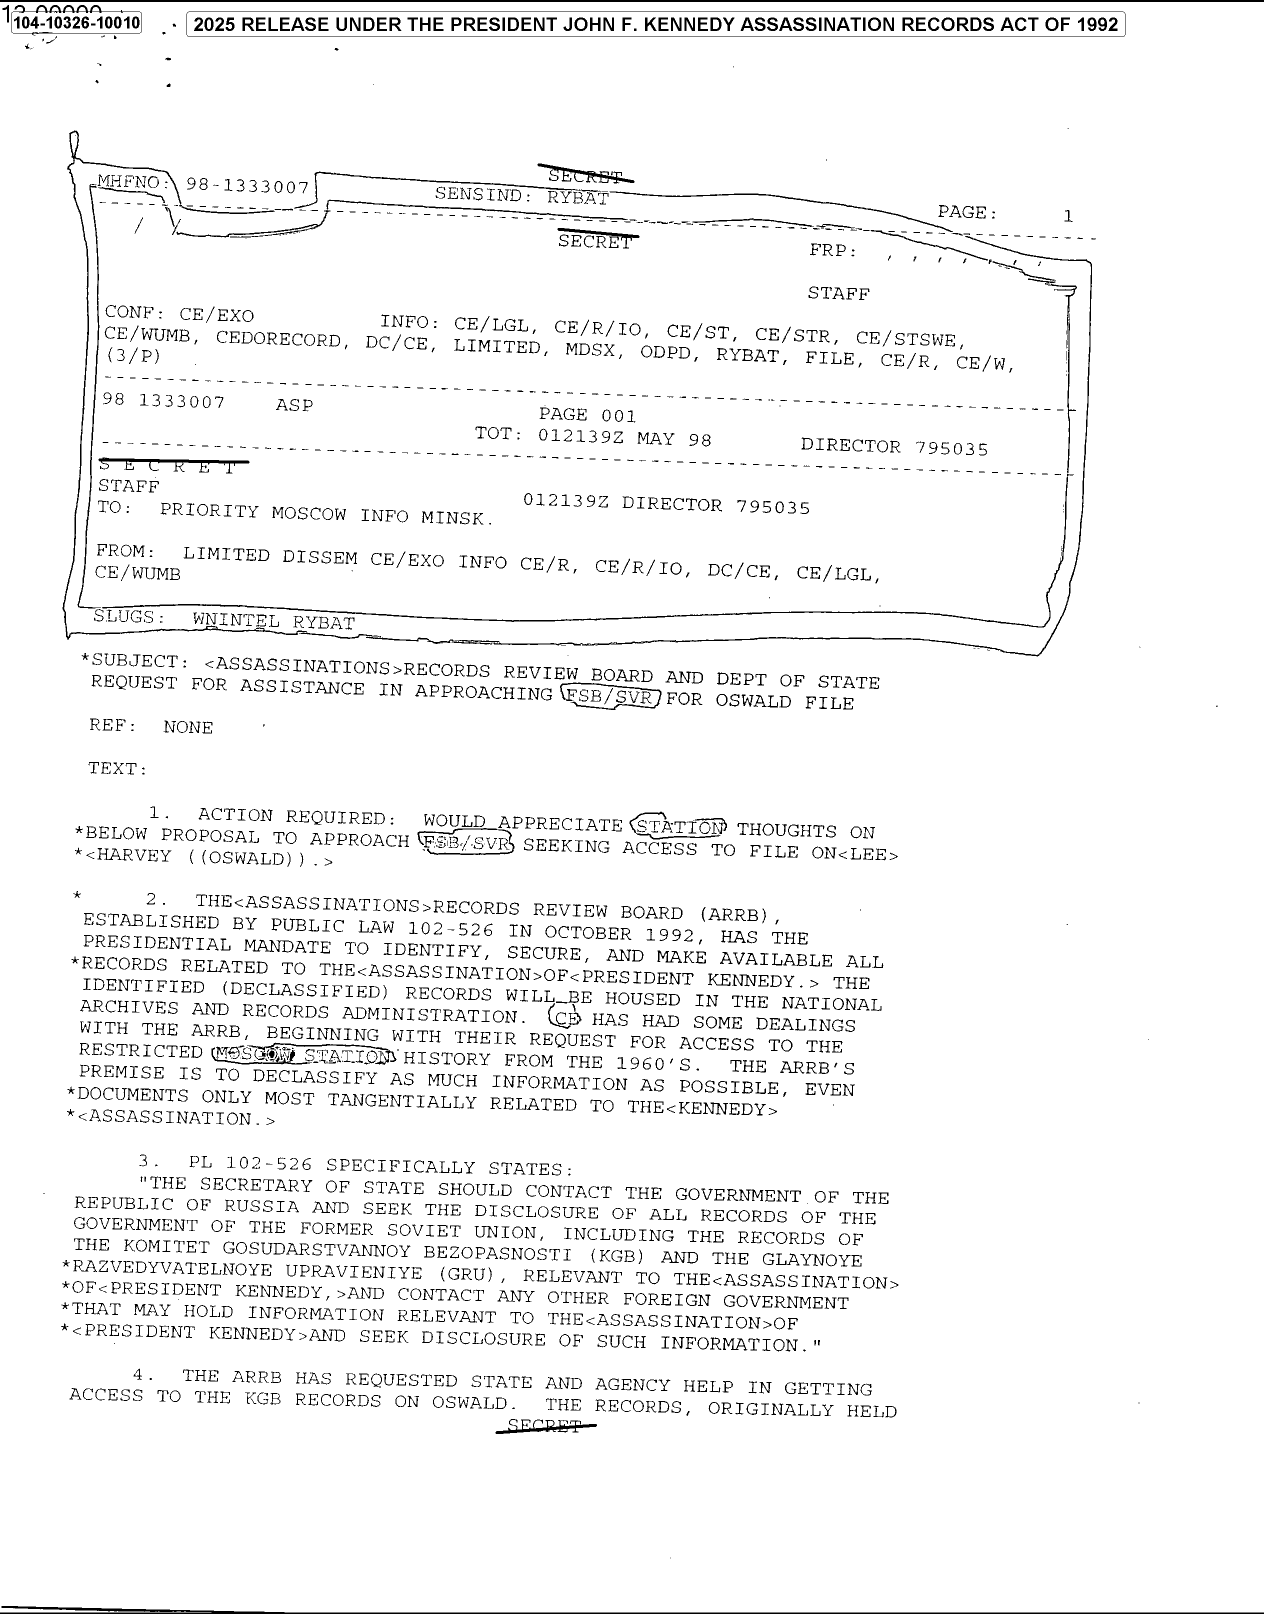 13-00000
104-10326-10010
2025 RELEASE UNDER THE PRESIDENT JOHN F. KENNEDY ASSASSINATION RECORDS ACT OF 1992
SECRET
MHFNO: 98-1333007 SENSIND: RYBAT PAGE: 1
/ /
SECRET
FRP: , , , , , , ,
STAFF
CONF: CE/EXO INFO: CE/LGL, CE/R/IO, CE/ST, CE/STR, CE/STSWE,
CE/WUMB, CEDORECORD, DC/CE, LIMITED, MDSX, ODPD, RYBAT, FILE, CE/R, CE/W,
(3/P)
98 1333007 ASP PAGE 001
TOT: 012139Z MAY 98 DIRECTOR 795035
S E C R E T
STAFF 012139Z DIRECTOR 795035
TO: PRIORITY MOSCOW INFO MINSK.
FROM: LIMITED DISSEM CE/EXO INFO CE/R, CE/R/IO, DC/CE, CE/LGL,
CE/WUMB
SLUGS: WNINTEL RYBAT
*SUBJECT: <ASSASSINATIONS>RECORDS REVIEW BOARD AND DEPT OF STATE
REQUEST FOR ASSISTANCE IN APPROACHING FSB/SVR FOR OSWALD FILE
REF: NONE
TEXT:
1. ACTION REQUIRED: WOULD APPRECIATE STATION THOUGHTS ON
*BELOW PROPOSAL TO APPROACH FSB/SVR SEEKING ACCESS TO FILE ON<LEE>
*<HARVEY ((OSWALD)).>
* 2. THE<ASSASSINATIONS>RECORDS REVIEW BOARD (ARRB),
ESTABLISHED BY PUBLIC LAW 102-526 IN OCTOBER 1992, HAS THE
PRESIDENTIAL MANDATE TO IDENTIFY, SECURE, AND MAKE AVAILABLE ALL
*RECORDS RELATED TO THE<ASSASSINATION>OF<PRESIDENT KENNEDY.> THE
IDENTIFIED (DECLASSIFIED) RECORDS WILL BE HOUSED IN THE NATIONAL
ARCHIVES AND RECORDS ADMINISTRATION. CE HAS HAD SOME DEALINGS
WITH THE ARRB, BEGINNING WITH THEIR REQUEST FOR ACCESS TO THE
RESTRICTED MOSCOW STATION HISTORY FROM THE 1960'S. THE ARRB'S
PREMISE IS TO DECLASSIFY AS MUCH INFORMATION AS POSSIBLE, EVEN
*DOCUMENTS ONLY MOST TANGENTIALLY RELATED TO THE<KENNEDY>
*<ASSASSINATION.>
3. PL 102-526 SPECIFICALLY STATES:
"THE SECRETARY OF STATE SHOULD CONTACT THE GOVERNMENT OF THE
REPUBLIC OF RUSSIA AND SEEK THE DISCLOSURE OF ALL RECORDS OF THE
GOVERNMENT OF THE FORMER SOVIET UNION, INCLUDING THE RECORDS OF
THE KOMITET GOSUDARSTVANNOY BEZOPASNOSTI (KGB) AND THE GLAYNOYE
*RAZVEDYVATELNOYE UPRAVIENIYE (GRU), RELEVANT TO THE<ASSASSINATION>
*OF<PRESIDENT KENNEDY,>AND CONTACT ANY OTHER FOREIGN GOVERNMENT
*THAT MAY HOLD INFORMATION RELEVANT TO THE<ASSASSINATION>OF
*<PRESIDENT KENNEDY>AND SEEK DISCLOSURE OF SUCH INFORMATION."
4. THE ARRB HAS REQUESTED STATE AND AGENCY HELP IN GETTING
ACCESS TO THE KGB RECORDS ON OSWALD. THE RECORDS, ORIGINALLY HELD
SECRET